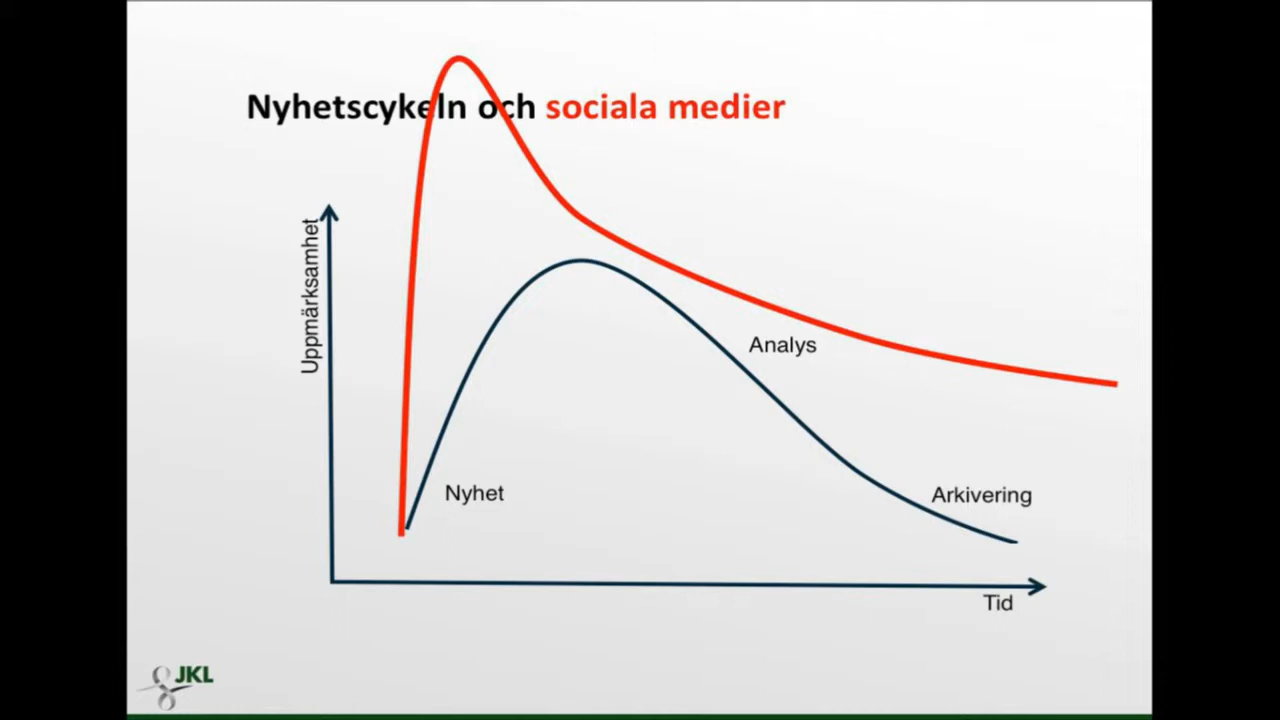 Nyhetscykeln och sociala medier
Uppmärksamhet
Analys
Nyhet
Arkivering
Tid
JKL